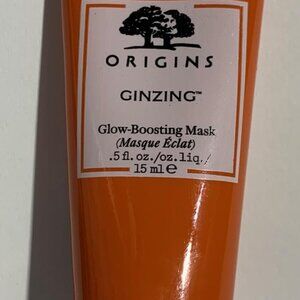 ORIGINS
GINZING™
Glow-Boosting Mask
(Masque Éclat)
.5 fl. oz./oz. liq./
15 ml e